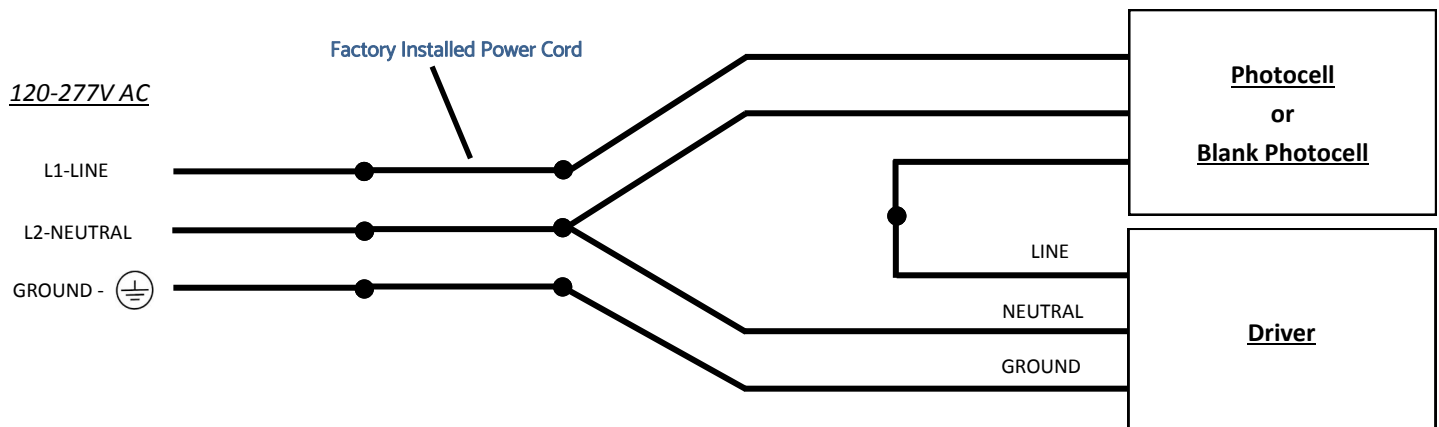 Factory Installed Power Cord
120-277V AC
L1-LINE
L2-NEUTRAL
GROUND -
Photocell
or
Blank Photocell
LINE
NEUTRAL
GROUND
Driver